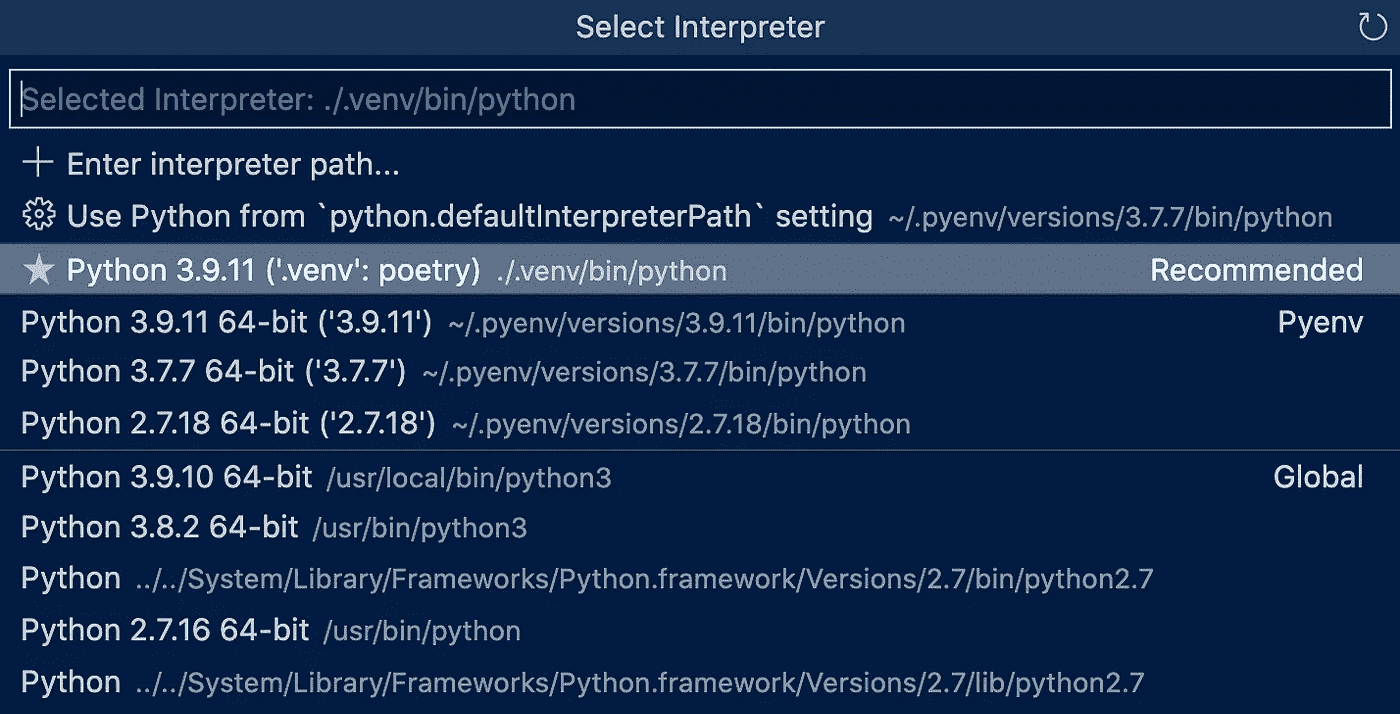 Select Interpreter
Selected Interpreter: ./.venv/bin/python
Enter interpreter path...
Use Python from `python.defaultInterpreterPath` setting ~/.pyenv/versions/3.7.7/bin/python
Python 3.9.11 ('.venv': poetry) ./.venv/bin/python Recommended
Python 3.9.11 64-bit ('3.9.11') ~/.pyenv/versions/3.9.11/bin/python Pyenv
Python 3.7.7 64-bit ('3.7.7') ~/.pyenv/versions/3.7.7/bin/python
Python 2.7.18 64-bit ('2.7.18') ~/.pyenv/versions/2.7.18/bin/python
Python 3.9.10 64-bit /usr/local/bin/python3 Global
Python 3.8.2 64-bit /usr/bin/python3
Python ../../System/Library/Frameworks/Python.framework/Versions/2.7/bin/python2.7
Python 2.7.16 64-bit /usr/bin/python
Python ../../System/Library/Frameworks/Python.framework/Versions/2.7/lib/python2.7